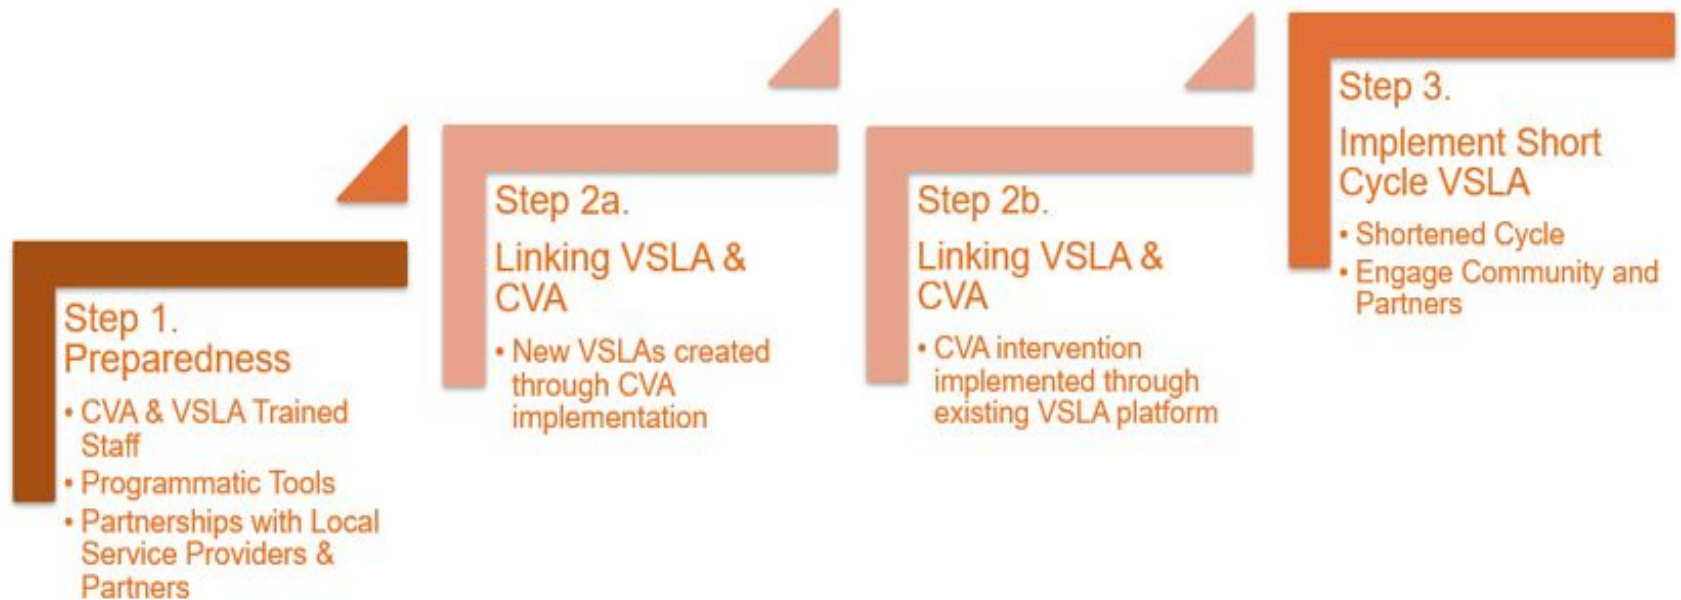 Step 1.
Preparedness
• CVA & VSLA Trained
Staff
• Programmatic Tools
• Partnerships with Local
Service Providers &
Partners
Step 2a.
Linking VSLA &
CVA
• New VSLAs created
through CVA
implementation
Step 2b.
Linking VSLA &
CVA
• CVA intervention
implemented through
existing VSLA platform
Step 3.
Implement Short
Cycle VSLA
• Shortened Cycle
• Engage Community and
Partners